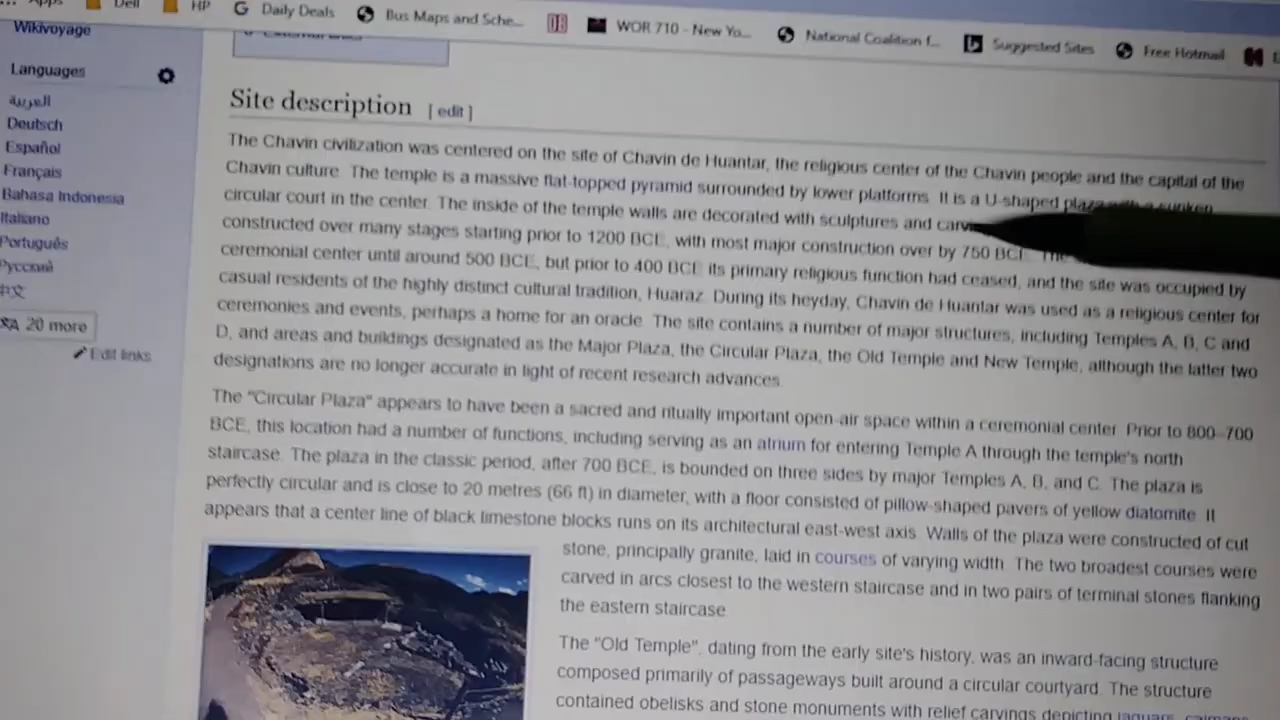 Apps
Dell
HP
Daily Deals
Bus Maps and Sche...
WOR 710 - New Yo...
National Coalition f...
Suggested Sites
Free Hotmail
Wikivoyage
Languages
العربية
Deutsch
Español
Français
Bahasa Indonesia
Italiano
Português
Русский
中文
20 more
Edit links
Site description [ edit ]
The Chavin civilization was centered on the site of Chavin de Huantar, the religious center of the Chavin people and the capital of the
Chavin culture. The temple is a massive flat-topped pyramid surrounded by lower platforms. It is a U-shaped plaza with a sunken
circular court in the center. The inside of the temple walls are decorated with sculptures and
constructed over many stages starting prior to 1200 BCE, with most major construction over by 750 BCE. The
ceremonial center until around 500 BCE, but prior to 400 BCE its primary religious function had ceased, and the site was occupied by
casual residents of the highly distinct cultural tradition, Huaraz. During its heyday, Chavin de Huantar was used as a religious center for
ceremonies and events, perhaps a home for an oracle. The site contains a number of major structures, including Temples A, B, C and
D, and areas and buildings designated as the Major Plaza, the Circular Plaza, the Old Temple and New Temple, although the latter two
designations are no longer accurate in light of recent research advances.
The "Circular Plaza" appears to have been a sacred and ritually important open-air space within a ceremonial center. Prior to 800–700
BCE, this location had a number of functions, including serving as an atrium for entering Temple A through the temple's north
staircase. The plaza in the classic period, after 700 BCE, is bounded on three sides by major Temples A, B, and C. The plaza is
perfectly circular and is close to 20 metres (66 ft) in diameter, with a floor consisted of pillow-shaped pavers of yellow diatomite. It
appears that a center line of black limestone blocks runs on its architectural east-west axis. Walls of the plaza were constructed of cut
stone, principally granite, laid in courses of varying width. The two broadest courses were
carved in arcs closest to the western staircase and in two pairs of terminal stones flanking
the eastern staircase.
The "Old Temple", dating from the early site's history, was an inward-facing structure
composed primarily of passageways built around a circular courtyard. The structure
contained obelisks and stone monuments with relief carvings depicting jaguars, caimans